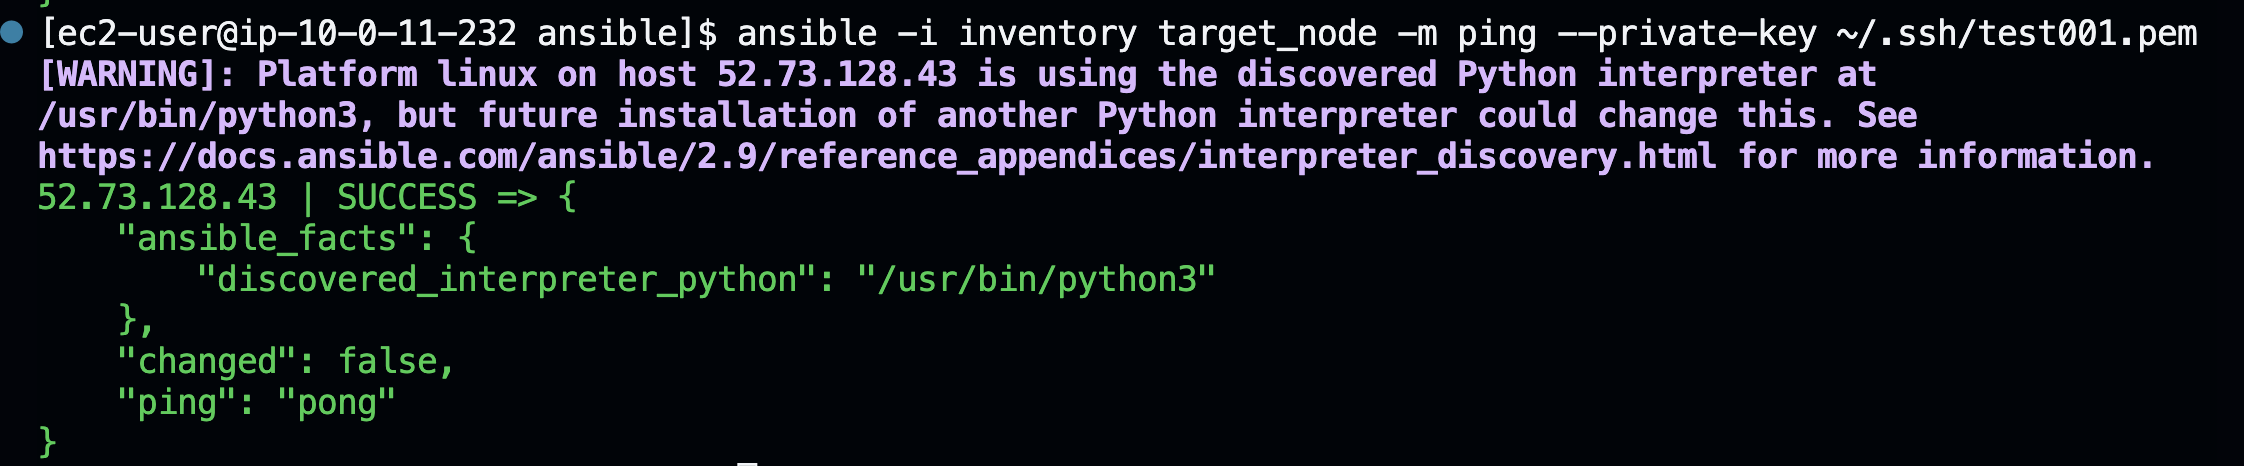 }
[ec2-user@ip-10-0-11-232 ansible]$ ansible -i inventory target_node -m ping --private-key ~/.ssh/test001.pem
[WARNING]: Platform linux on host 52.73.128.43 is using the discovered Python interpreter at
/usr/bin/python3, but future installation of another Python interpreter could change this. See
https://docs.ansible.com/ansible/2.9/reference_appendices/interpreter_discovery.html for more information.
52.73.128.43 | SUCCESS => {
    "ansible_facts": {
        "discovered_interpreter_python": "/usr/bin/python3"
    },
    "changed": false,
    "ping": "pong"
}